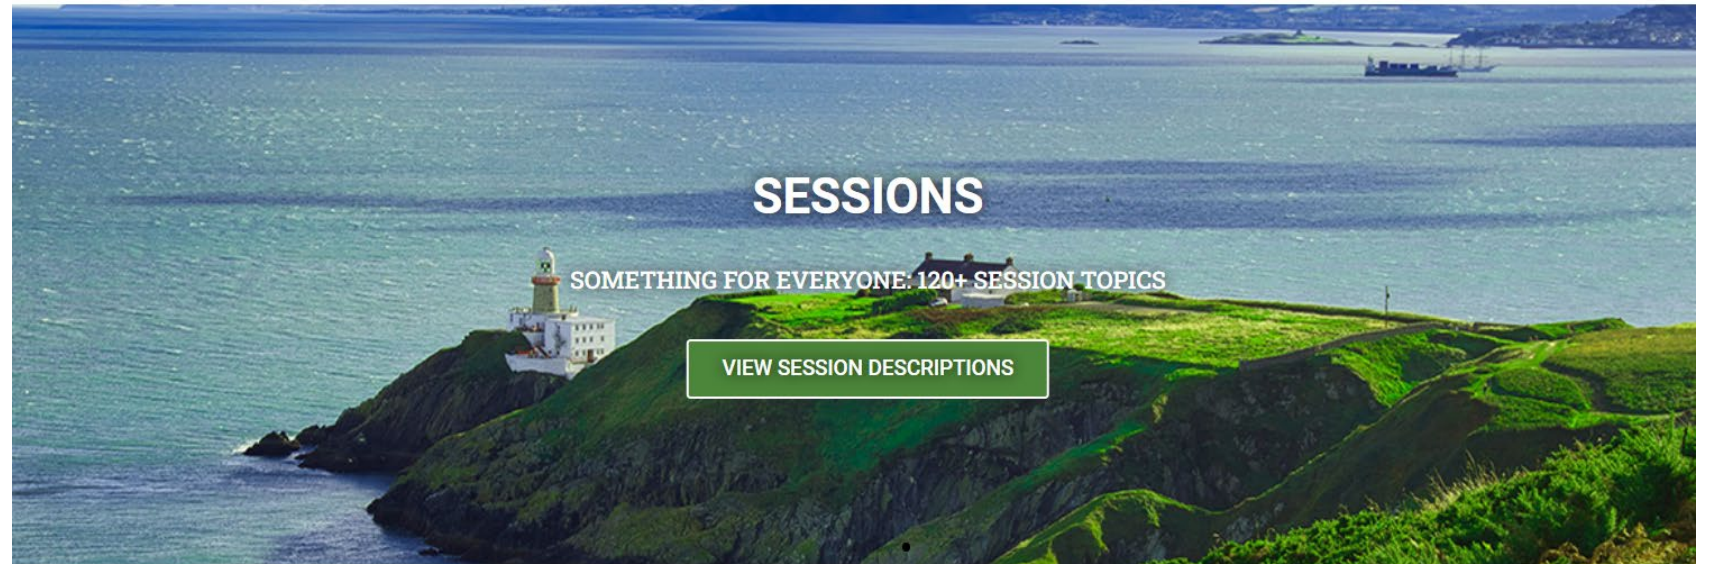 SESSIONS
SOMETHING FOR EVERYONE: 120+ SESSION TOPICS
VIEW SESSION DESCRIPTIONS